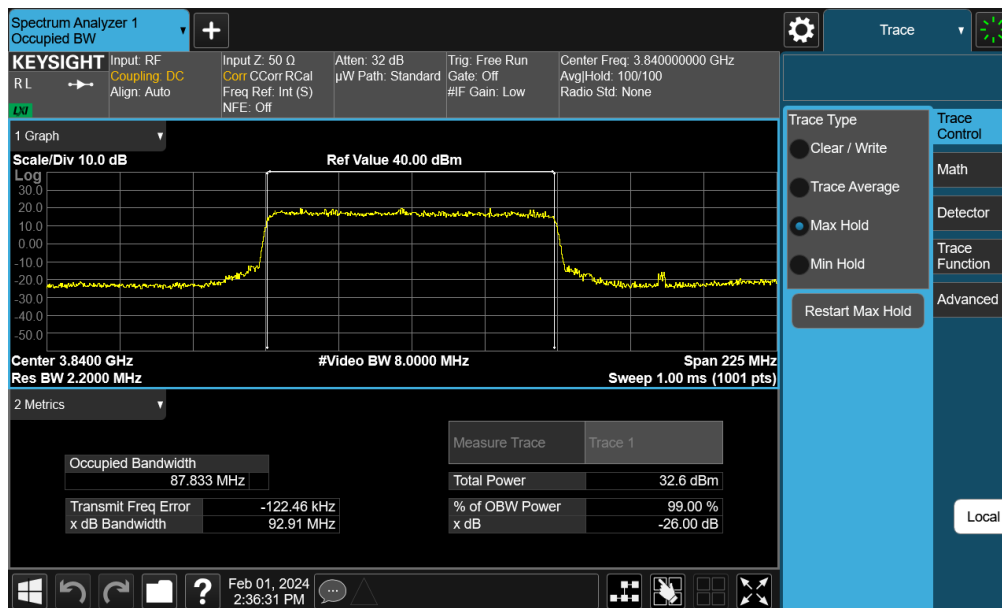 Spectrum Analyzer 1
Occupied BW
Trace
KEYSIGHT
R L
LXI
Input: RF
Coupling: DC
Align: Auto
Input Z: 50 Ω
Corr CCorr RCal
Freq Ref: Int (S)
NFE: Off
Atten: 32 dB
µW Path: Standard
Trig: Free Run
Gate: Off
#IF Gain: Low
Center Freq: 3.840000000 GHz
Avg|Hold: 100/100
Radio Std: None
1 Graph
Scale/Div 10.0 dB
Ref Value 40.00 dBm
Log
30.0
20.0
10.0
0.00
-10.0
-20.0
-30.0
-40.0
-50.0
Center 3.8400 GHz
#Video BW 8.0000 MHz
Span 225 MHz
Res BW 2.2000 MHz
Sweep 1.00 ms (1001 pts)
2 Metrics
Measure Trace
Trace 1
Occupied Bandwidth
87.833 MHz
Total Power
32.6 dBm
Transmit Freq Error
-122.46 kHz
% of OBW Power
99.00 %
x dB Bandwidth
92.91 MHz
x dB
-26.00 dB
Trace Type
Clear / Write
Trace Average
Max Hold
Min Hold
Restart Max Hold
Trace
Control
Math
Detector
Trace
Function
Advanced
Local
?
Feb 01, 2024
2:36:31 PM